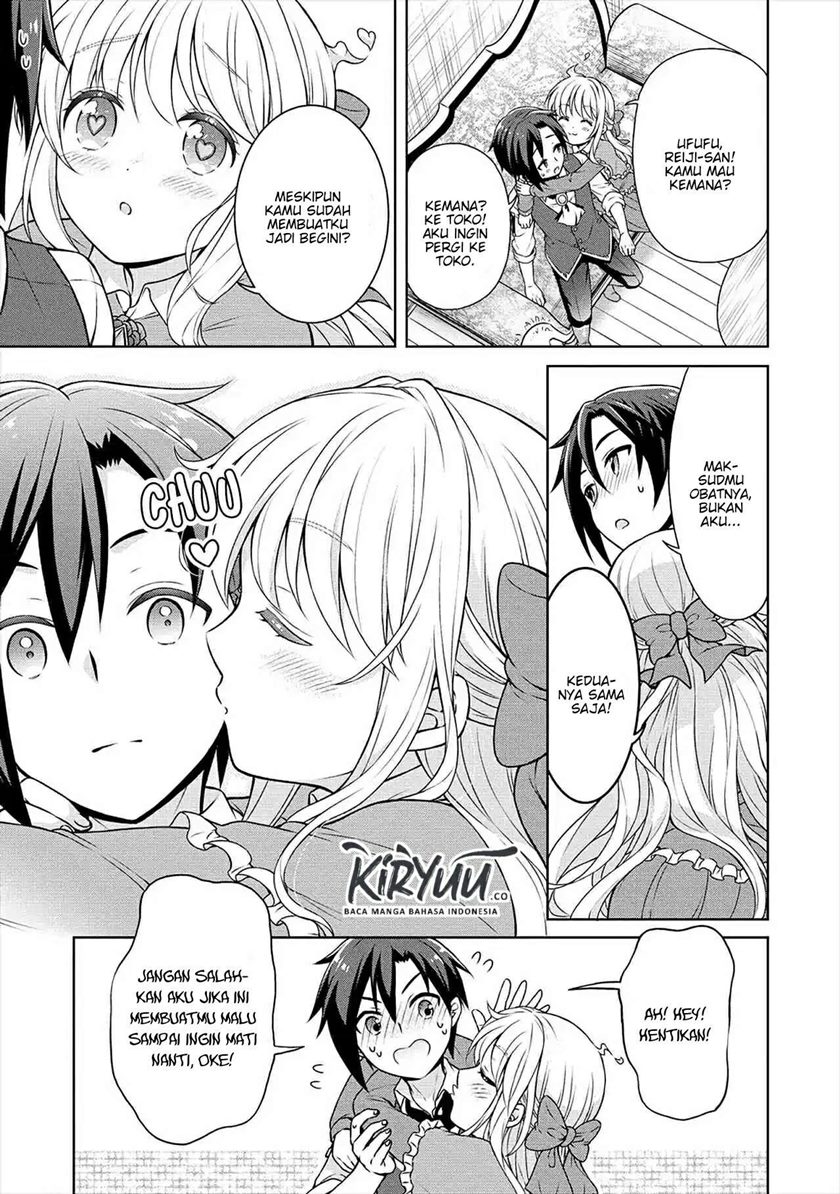 UFUFU,
REIJI-SAN!
KAMU MAU
KEMANA?
KEMANA?
KE TOKO!
AKU INGIN
PERGI KE
TOKO.
MESKIPUN
KAMU SUDAH
MEMBUATKU
JADI BEGINI?
MAK-
SUDMU
OBATNYA,
BUKAN
AKU...
KEDUA-
NYA SAMA
SAJA!
CHUU
KIRYUU.CO
BACA MANGA BAHASA INDONESIA
AH! HEY!
HENTIKAN!
JANGAN SALAH-
KAN AKU JIKA INI
MEMBUATMU MALU
SAMPAI INGIN MATI
NANTI, OKE!